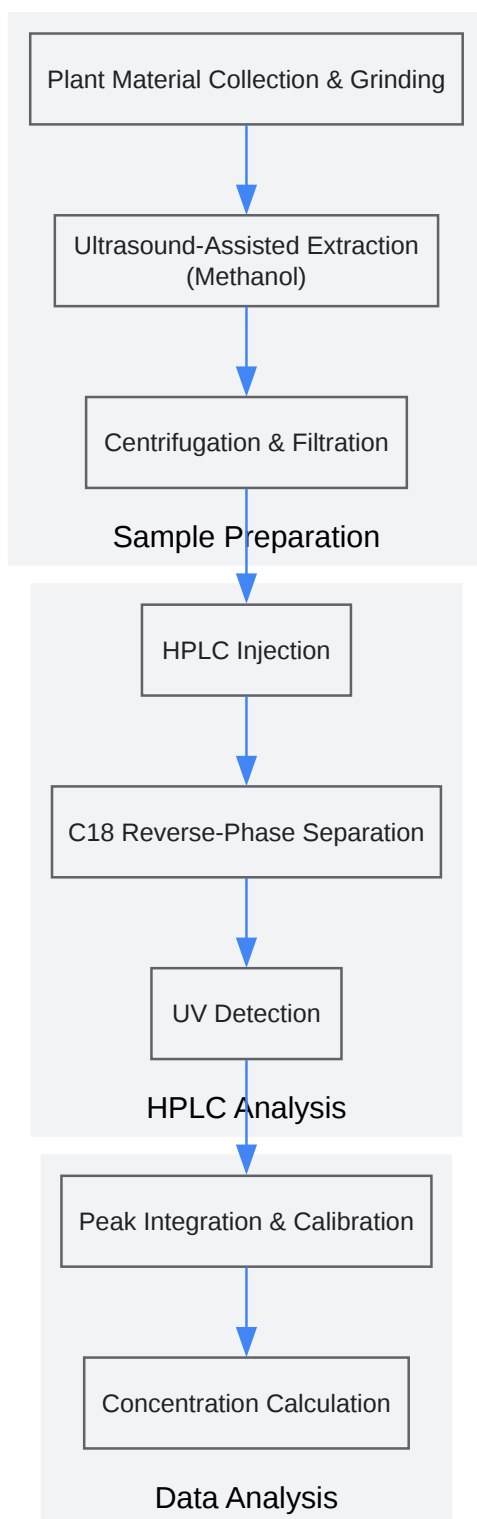 Plant Material Collection & Grinding
Ultrasound-Assisted Extraction
(Methanol)
Centrifugation & Filtration
Sample Preparation
HPLC Injection
C18 Reverse-Phase Separation
UV Detection
HPLC Analysis
Peak Integration & Calibration
Concentration Calculation
Data Analysis